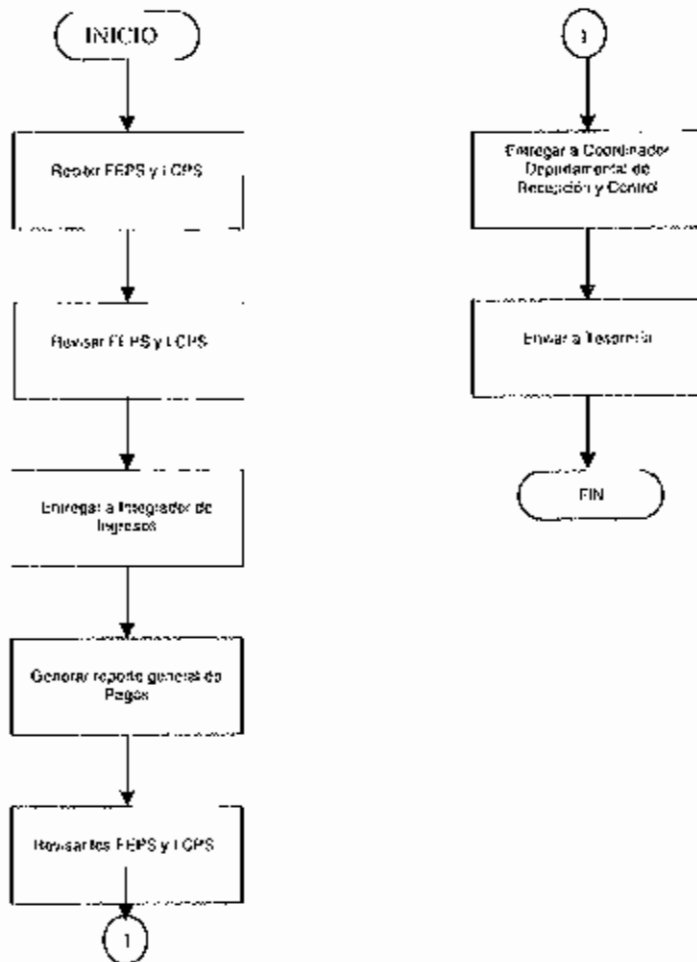 INICIO
Recibir FEPS y LCPS
Revisar FEPS y LCPS
Entregar a Integrador de
Ingresos
Generar reporte general de
Pagos
Revisar los FEPS y LCPS
1
1
Entregar a Coordinador
Departamental de
Recepción y Control
Enviar a Tesorería
FIN